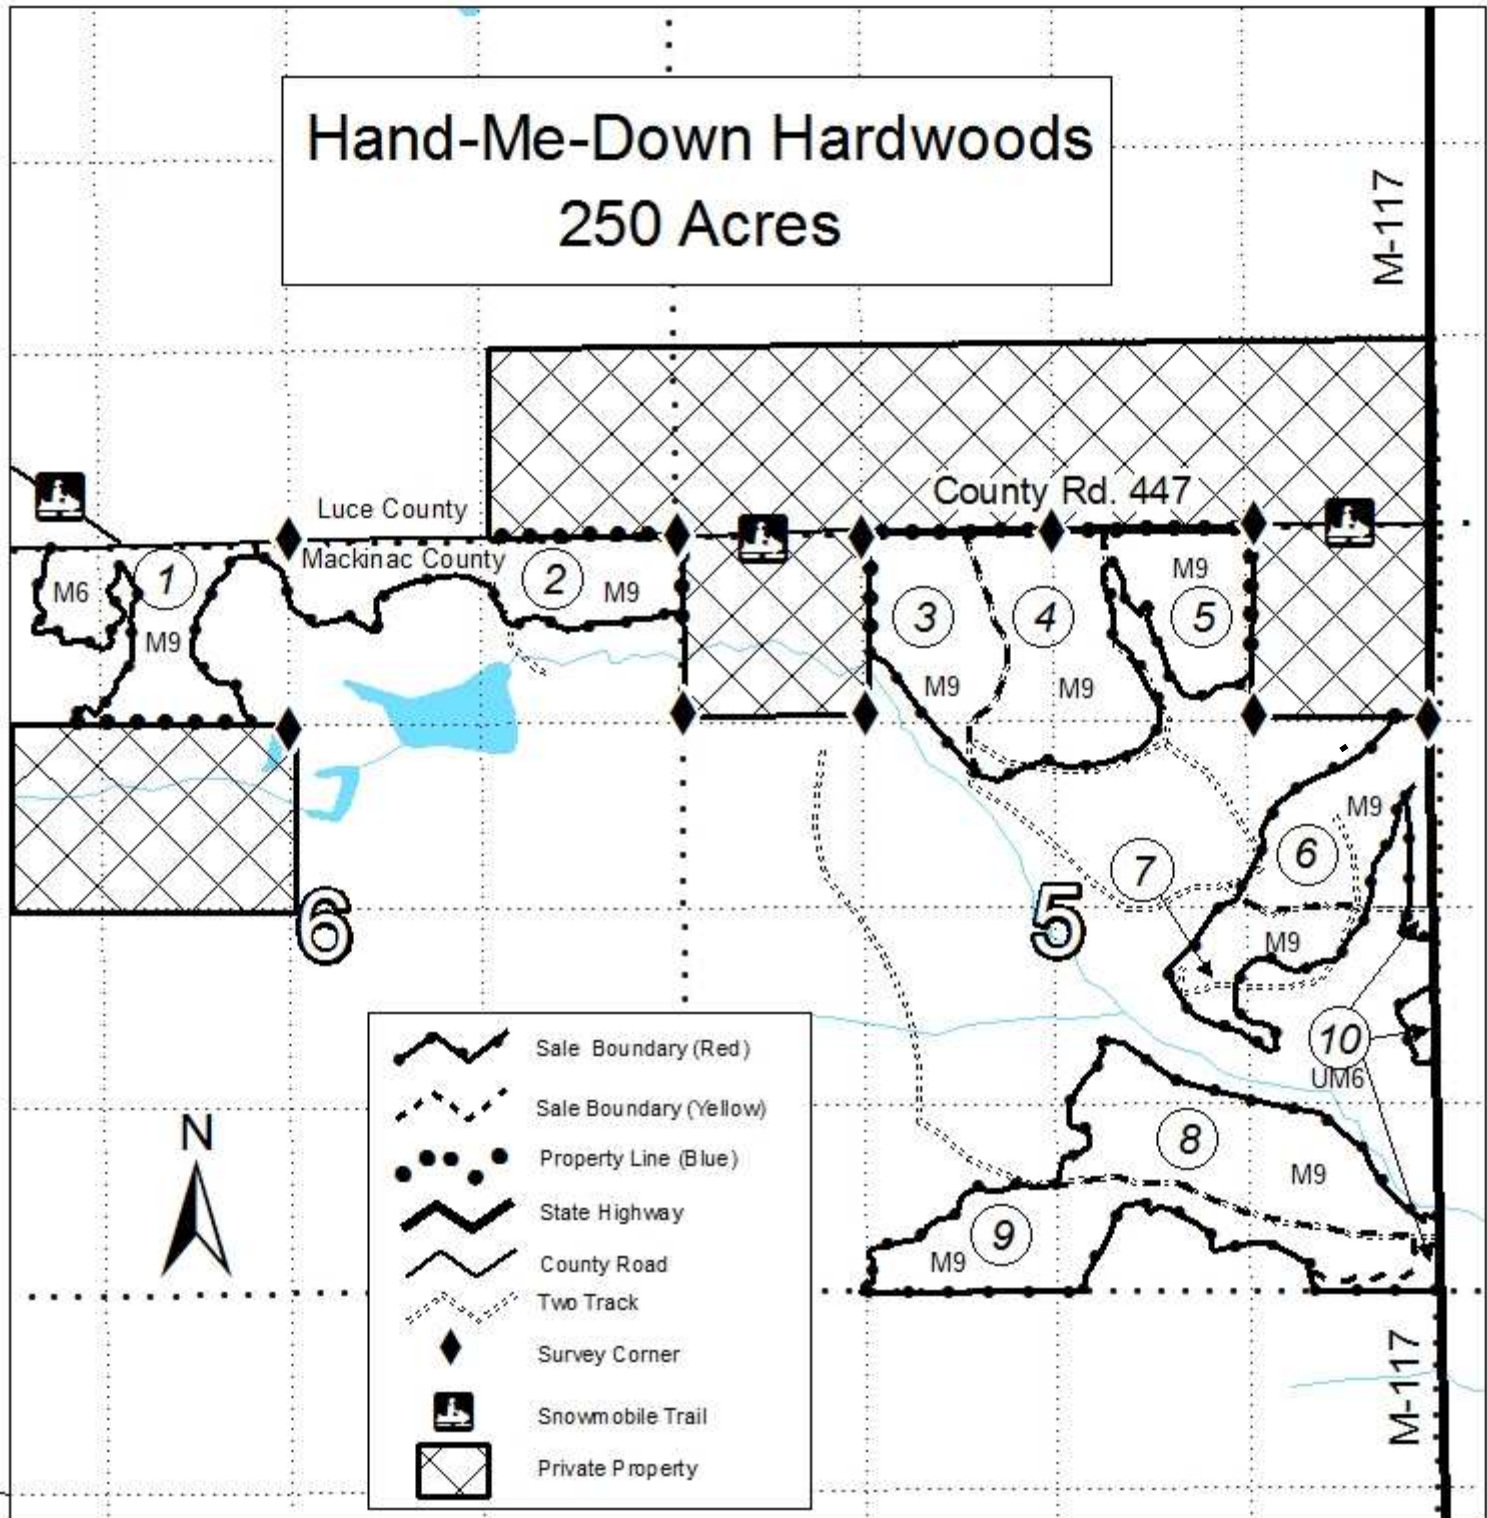 Hand-Me-Down Hardwoods
250 Acres
M-117
County Rd. 447
Luce County
Mackinac County
M6
1
M9
2
M9
3
M9
4
M9
M9
5
M9
6
7
M9
6
5
10
UM6
8
M9
9
M9
N
Sale Boundary (Red)
Sale Boundary (Yellow)
Property Line (Blue)
State Highway
County Road
Two Track
Survey Corner
Snowmobile Trail
Private Property
M-117